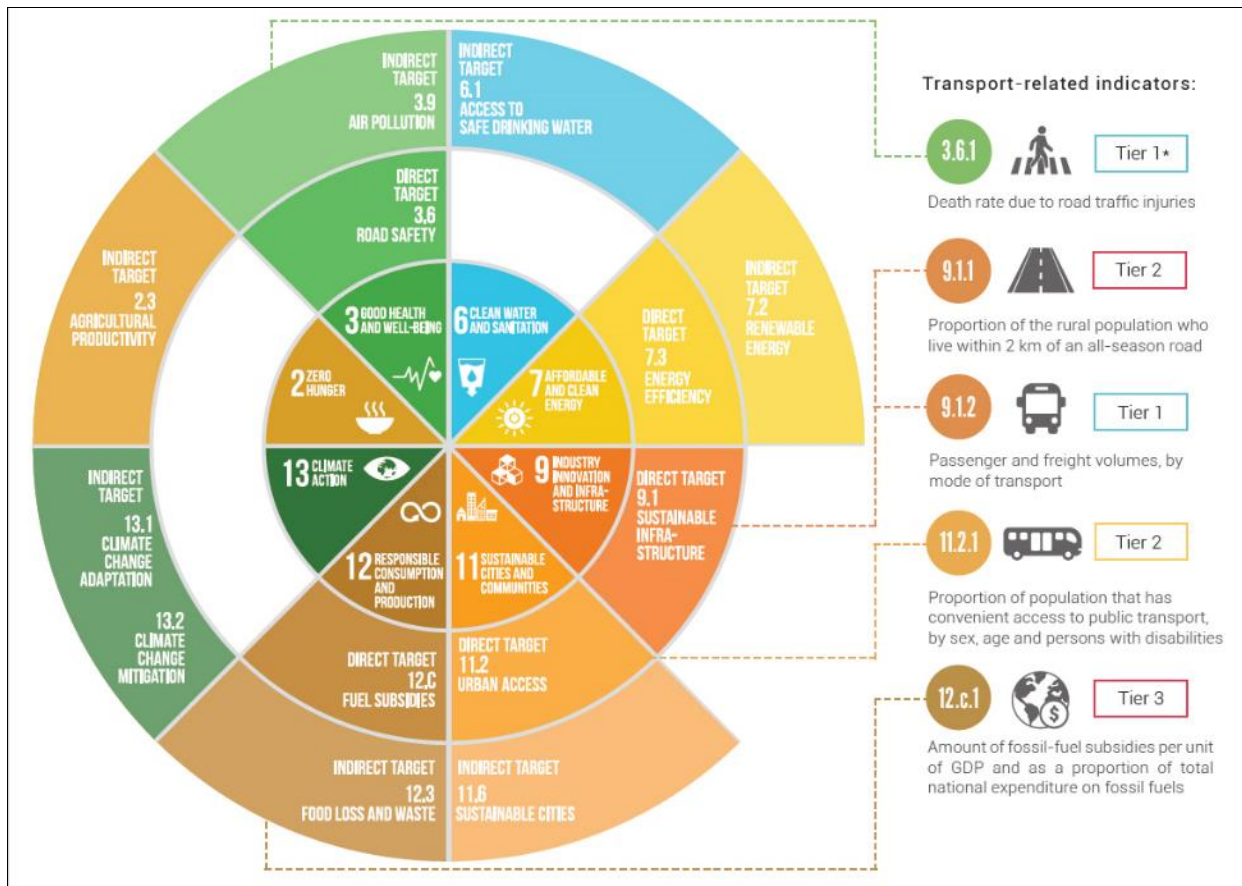 INDIRECT
TARGET
3.9
AIR POLLUTION
INDIRECT
TARGET
6.1
ACCESS TO
SAFE DRINKING WATER
DIRECT
TARGET
3,6
ROAD SAFETY
INDIRECT
TARGET
2.3
AGRICULTURAL
PRODUCTIVITY
INDIRECT
TARGET
7.2
RENEWABLE
ENERGY
DIRECT
TARGET
7.3
ENERGY
EFFICIENCY
3 GOOD HEALTH
AND WELL-BEING
6 CLEAN WATER
AND SANITATION
2 ZERO
HUNGER
7 AFFORDABLE
AND CLEAN
ENERGY
13 CLIMATE
ACTION
9 INDUSTRY
INNOVATION
AND INFRA-
STRUCTURE
DIRECT TARGET
9.1
SUSTAINABLE
INFRA-
STRUCTURE
INDIRECT
TARGET
13.1
CLIMATE
CHANGE
ADAPTATION
13.2
CLIMATE
CHANGE
MITIGATION
12 RESPONSIBLE
CONSUMPTION
AND
PRODUCTION
11 SUSTAINABLE
CITIES AND
COMMUNITIES
DIRECT TARGET
12.C
FUEL SUBSIDIES
DIRECT TARGET
11.2
URBAN ACCESS
INDIRECT TARGET
12.3
FOOD LOSS AND WASTE
INDIRECT TARGET
11.6
SUSTAINABLE CITIES
Transport-related indicators:
3.6.1 Tier 1*
Death rate due to road traffic injuries
9.1.1 Tier 2
Proportion of the rural population who
live within 2 km of an all-season road
9.1.2 Tier 1
Passenger and freight volumes, by
mode of transport
11.2.1 Tier 2
Proportion of population that has
convenient access to public transport,
by sex, age and persons with disabilities
12.c.1 Tier 3
Amount of fossil-fuel subsidies per unit
of GDP and as a proportion of total
national expenditure on fossil fuels